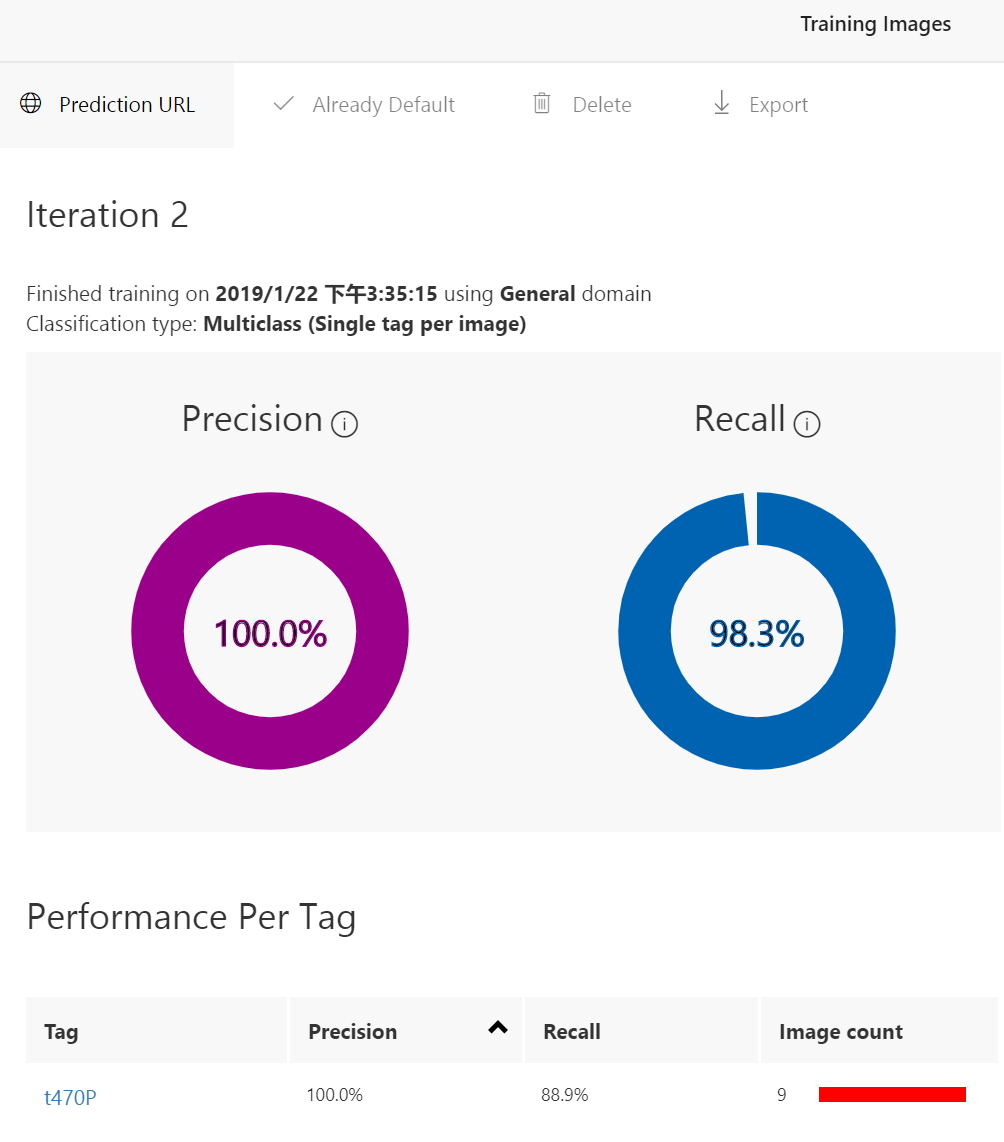 Training Images
Prediction URL Already Default Delete Export
Iteration 2
Finished training on 2019/1/22 下午3:35:15 using General domain
Classification type: Multiclass (Single tag per image)
Precision Recall
100.0% 98.3%
Performance Per Tag
Tag Precision Recall Image count
t470P 100.0% 88.9% 9